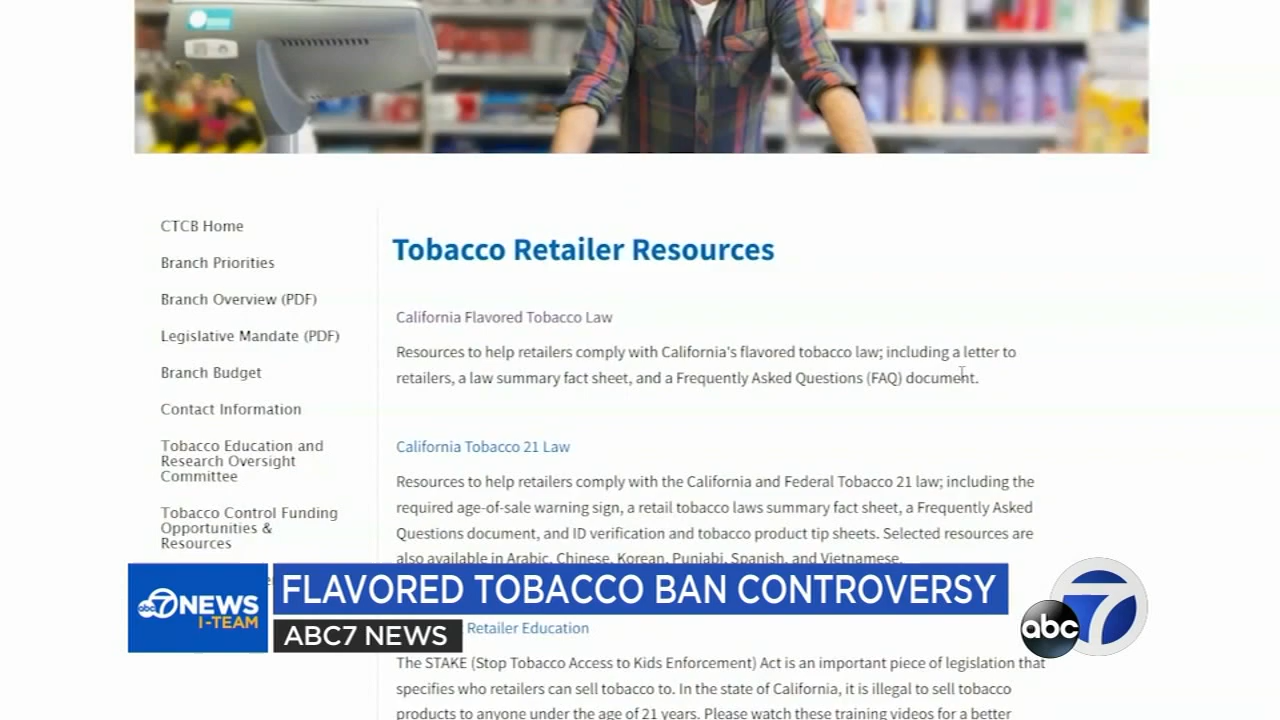 CTCB Home
Branch Priorities
Branch Overview (PDF)
Legislative Mandate (PDF)
Branch Budget
Contact Information
Tobacco Education and
Research Oversight
Committee
Tobacco Control Funding
Opportunities &
Resources
Tobacco Retailer Resources
California Flavored Tobacco Law
Resources to help retailers comply with California's flavored tobacco law; including a letter to
retailers, a law summary fact sheet, and a Frequently Asked Questions (FAQ) document.
California Tobacco 21 Law
Resources to help retailers comply with the California and Federal Tobacco 21 law; including the
required age-of-sale warning sign, a retail tobacco laws summary fact sheet, a Frequently Asked
Questions document, and ID verification and tobacco product tip sheets. Selected resources are
also available in Arabic, Chinese, Korean, Punjabi, Spanish, and Vietnamese.
Retailer Education
The STAKE (Stop Tobacco Access to Kids Enforcement) Act is an important piece of legislation that
specifies who retailers can sell tobacco to. In the state of California, it is illegal to sell tobacco
products to anyone under the age of 21 years. Please watch these training videos for a better
abc 7 NEWS
I-TEAM
FLAVORED TOBACCO BAN CONTROVERSY
ABC7 NEWS
abc 7